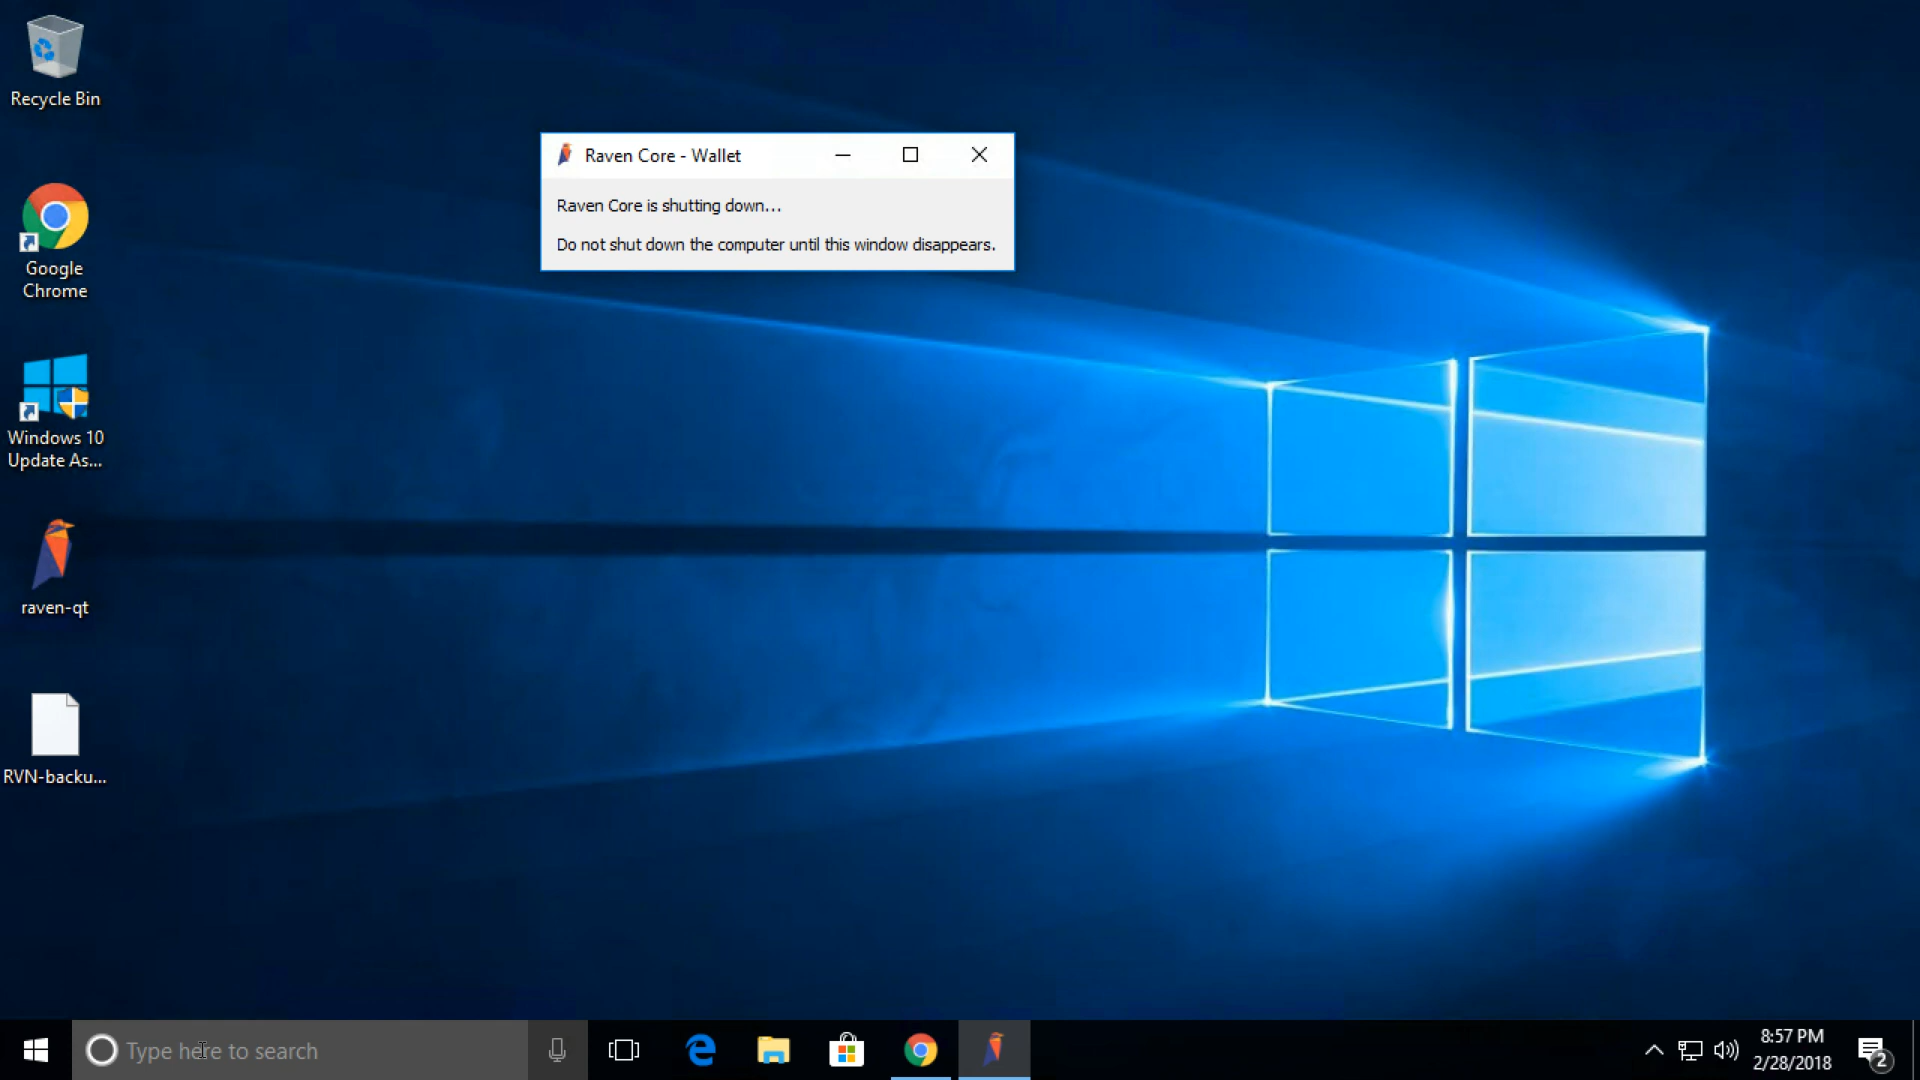 Recycle Bin
Google
Chrome
Windows 10
Update As...
raven-qt
RVN-backu...
Raven Core - Wallet
Raven Core is shutting down...
Do not shut down the computer until this window disappears.
Type here to search
8:57 PM
2/28/2018
2